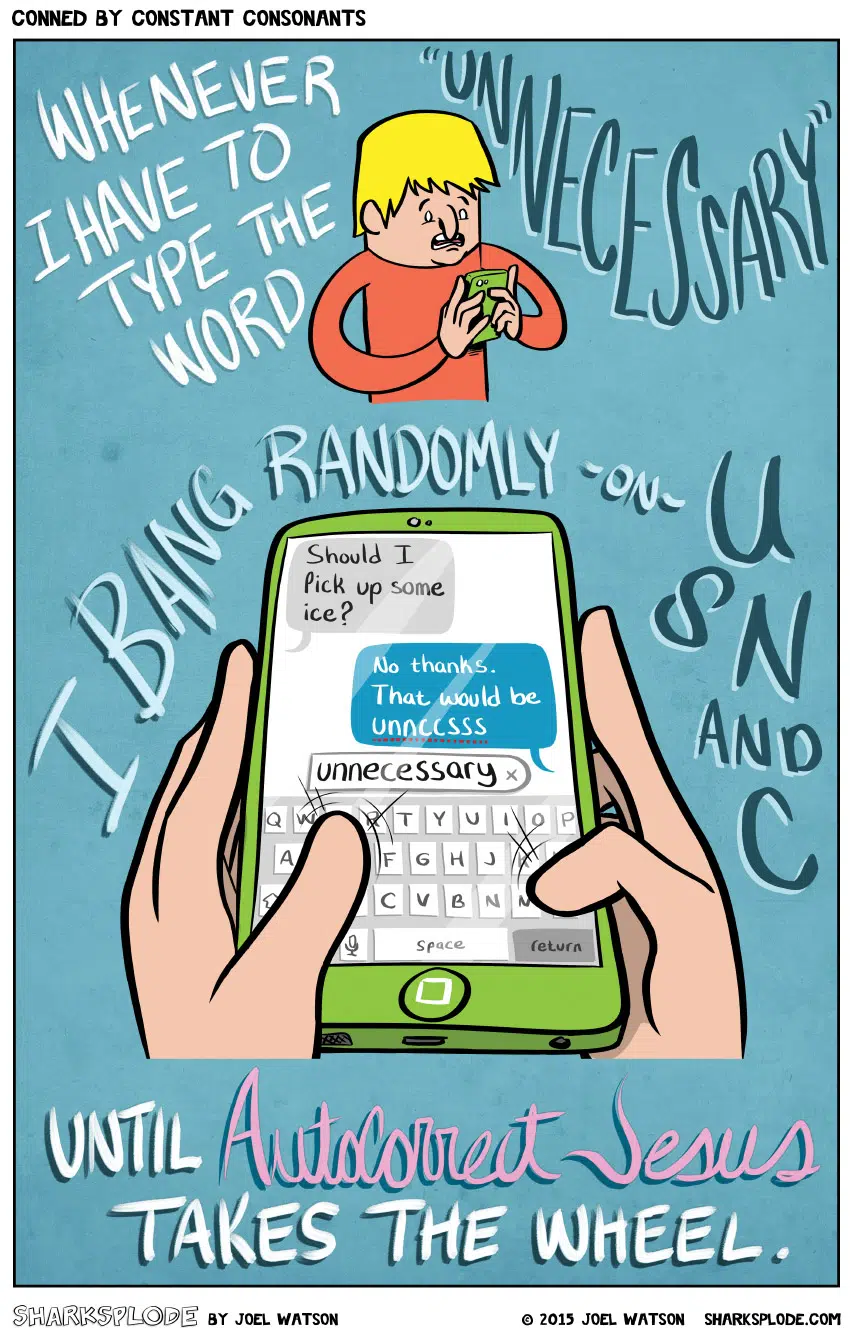 CONNED BY CONSTANT CONSONANTS
WHENEVER
I HAVE TO
TYPE THE
WORD
"UNNECESSARY"
I BANG RANDOMLY ~ON~
U
S N
AND
C
Should I
Pick up some
ice?
No thanks.
That would be
unnccsss
unnecessary x
Q W R T Y U I O P
A F G H J K
C V B N M
space return
UNTIL AutoCorrect Jesus
TAKES THE WHEEL.
SHARKSPLODE BY JOEL WATSON © 2015 JOEL WATSON SHARKSPLODE.COM